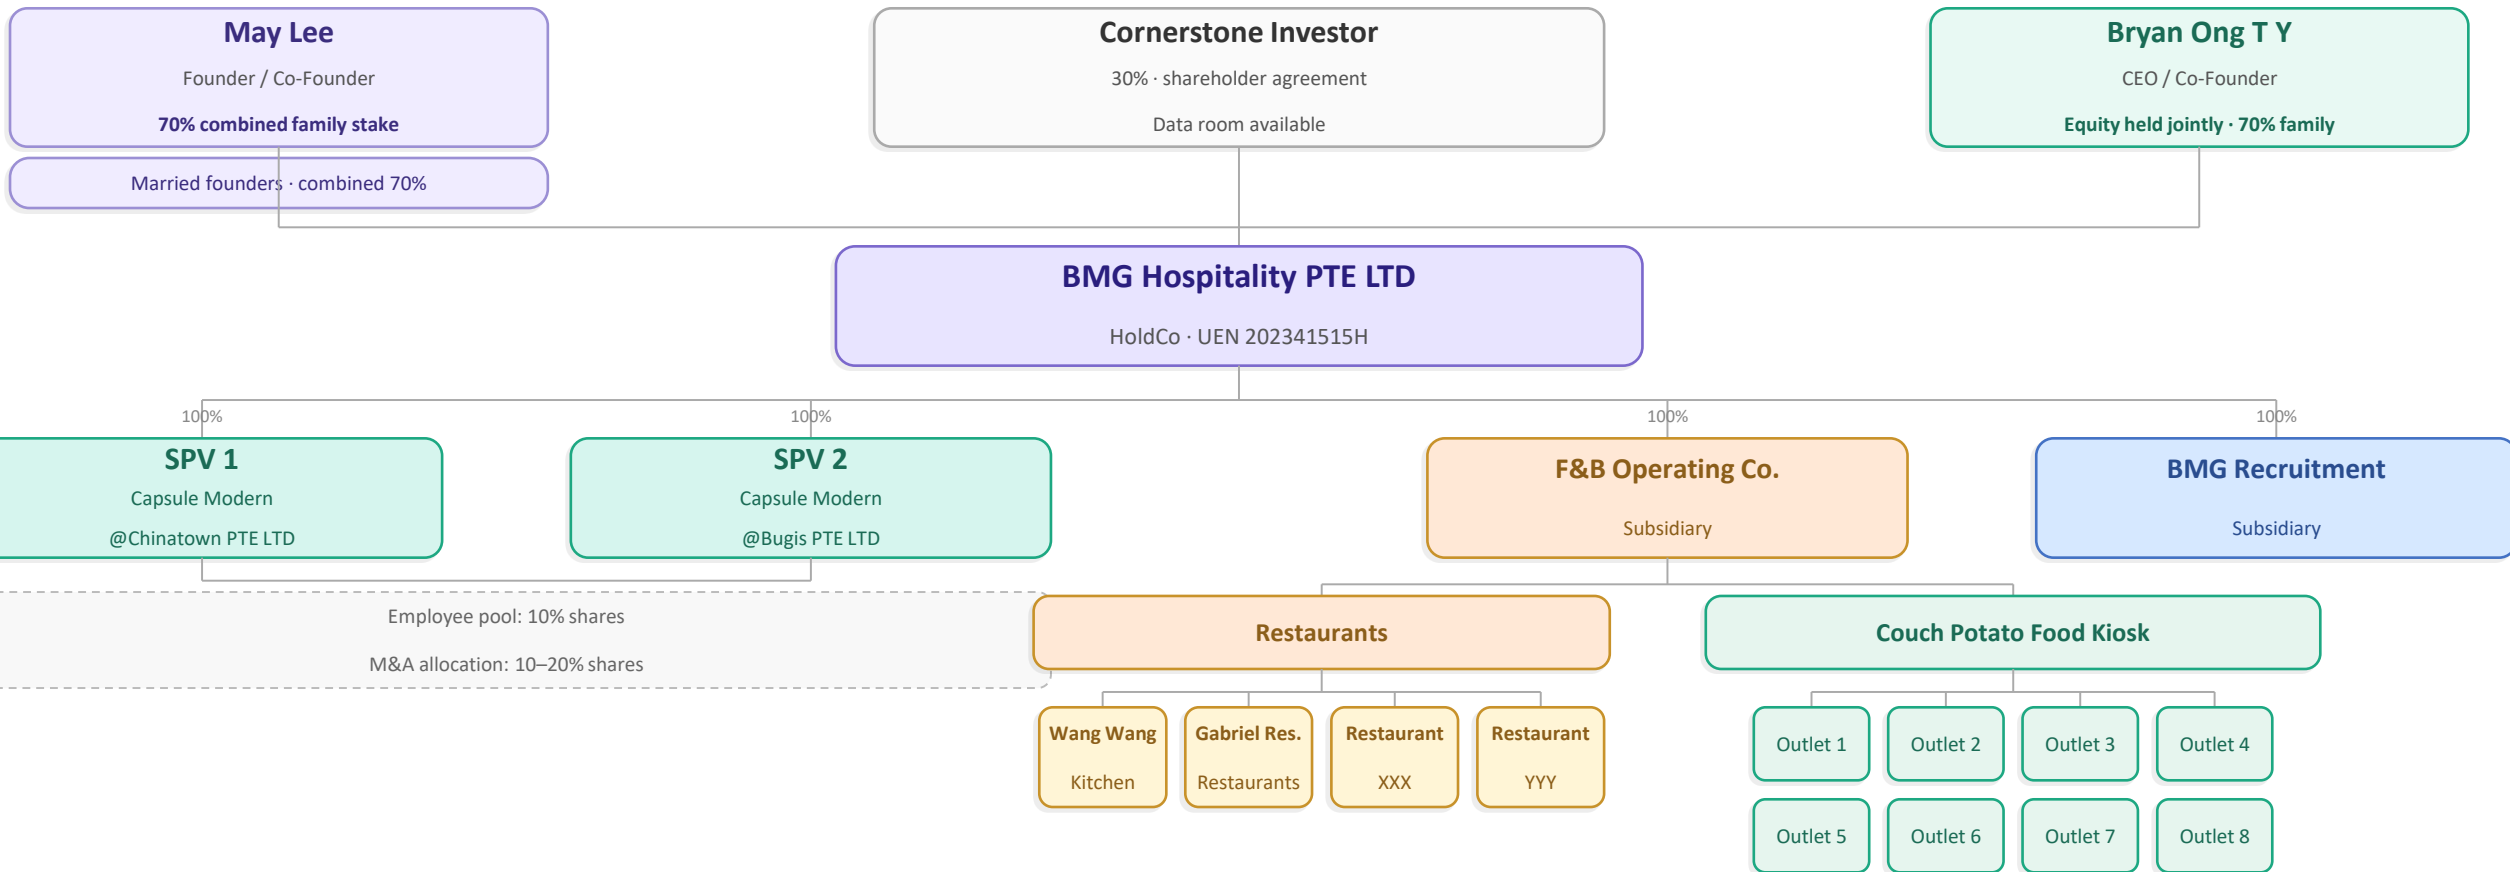 May Lee
Founder / Co-Founder
70% combined family stake
Married founders · combined 70%
Cornerstone Investor
30% · shareholder agreement
Data room available
Bryan Ong T Y
CEO / Co-Founder
Equity held jointly · 70% family
BMG Hospitality PTE LTD
HoldCo · UEN 202341515H
100%
100%
100%
100%
SPV 1
Capsule Modern
@Chinatown PTE LTD
SPV 2
Capsule Modern
@Bugis PTE LTD
F&B Operating Co.
Subsidiary
BMG Recruitment
Subsidiary
Employee pool: 10% shares
M&A allocation: 10–20% shares
Restaurants
Couch Potato Food Kiosk
Wang Wang
Kitchen
Gabriel Res.
Restaurants
Restaurant
XXX
Restaurant
YYY
Outlet 1
Outlet 2
Outlet 3
Outlet 4
Outlet 5
Outlet 6
Outlet 7
Outlet 8